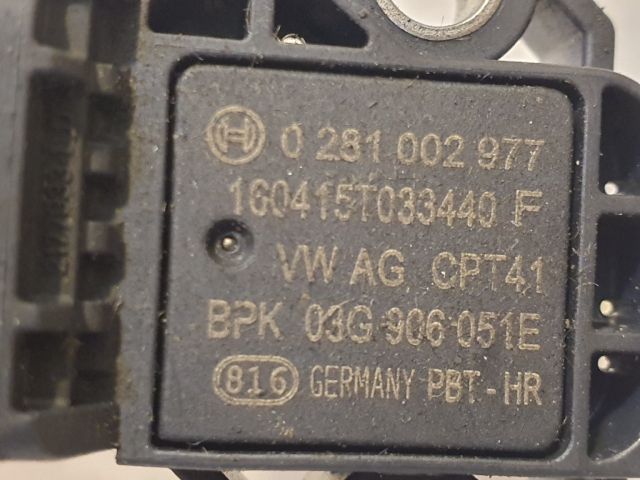 0 281 002 977
160415T033440 F
VW AG CPT41
BPK 03G 906 051E
816 GERMANY PBT-HR